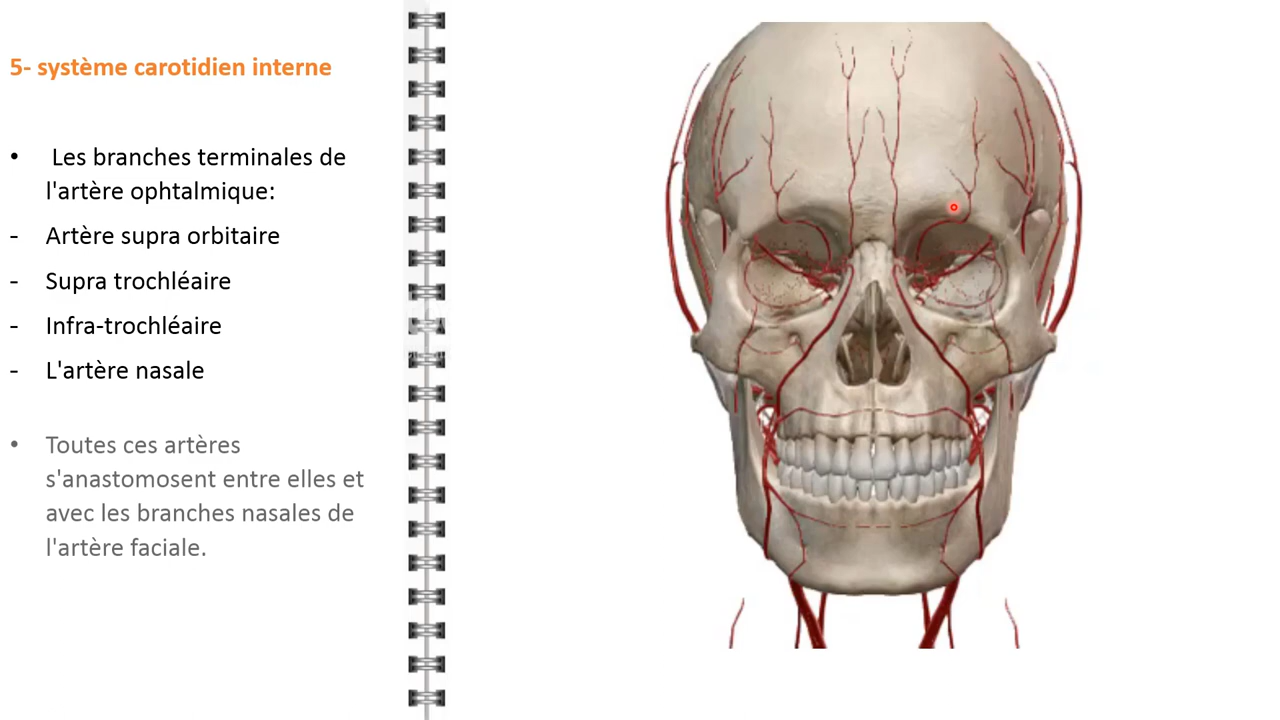 5- système carotidien interne
• Les branches terminales de
l'artère ophtalmique:
- Artère supra orbitaire
- Supra trochléaire
- Infra-trochléaire
- L'artère nasale
• Toutes ces artères
s'anastomosent entre elles et
avec les branches nasales de
l'artère faciale.